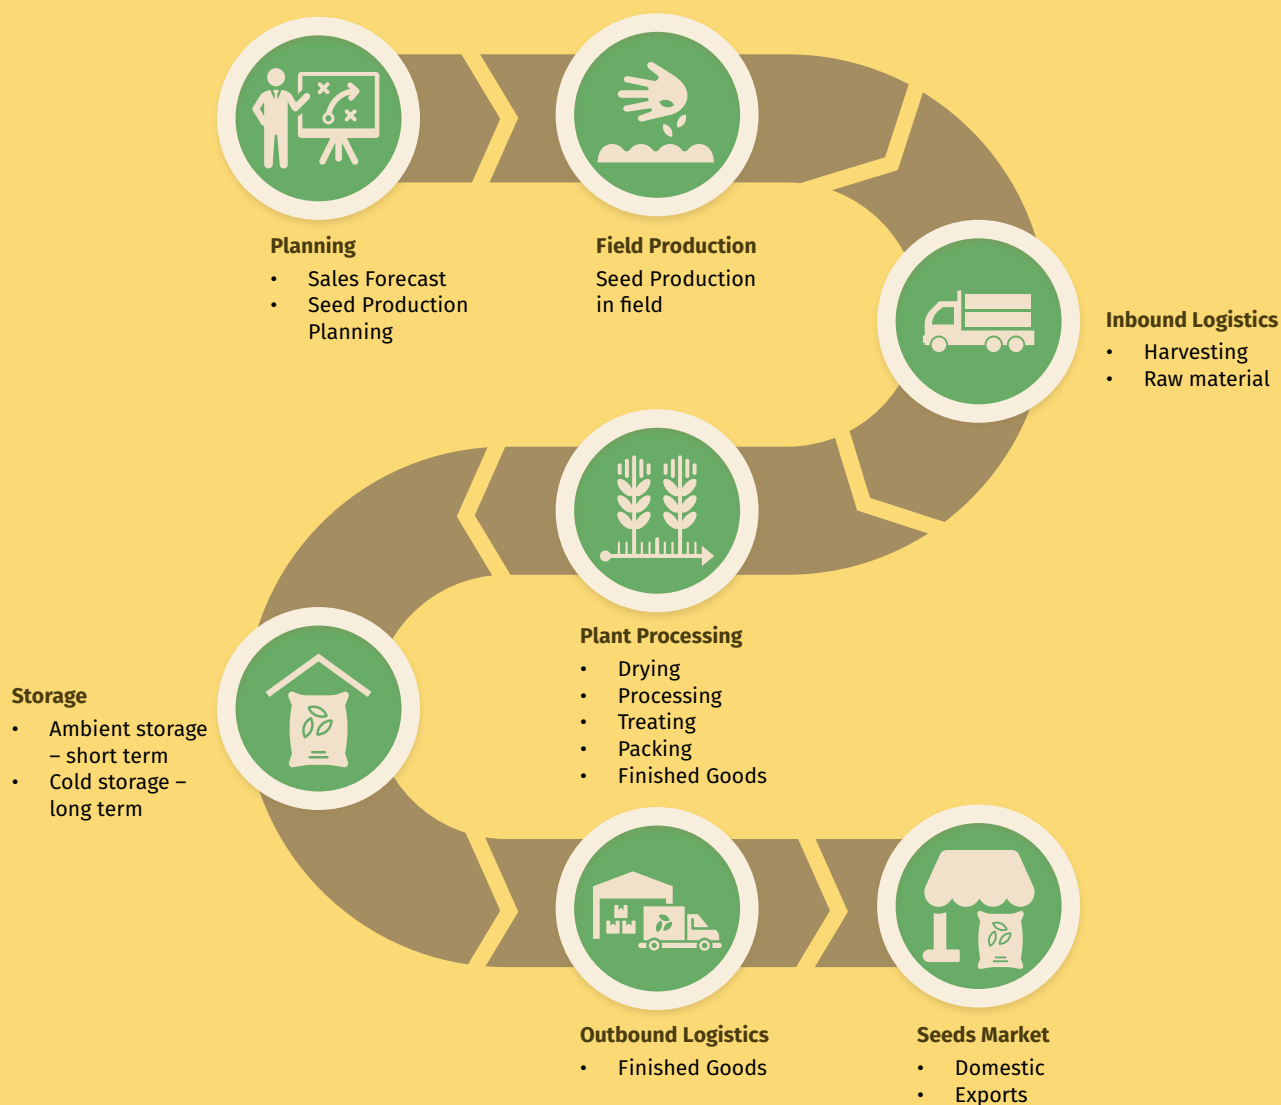 Planning
• Sales Forecast
• Seed Production
Planning
Field Production
Seed Production
in field
Inbound Logistics
• Harvesting
• Raw material
Plant Processing
• Drying
• Processing
• Treating
• Packing
• Finished Goods
Storage
• Ambient storage
– short term
• Cold storage –
long term
Outbound Logistics
• Finished Goods
Seeds Market
• Domestic
• Exports